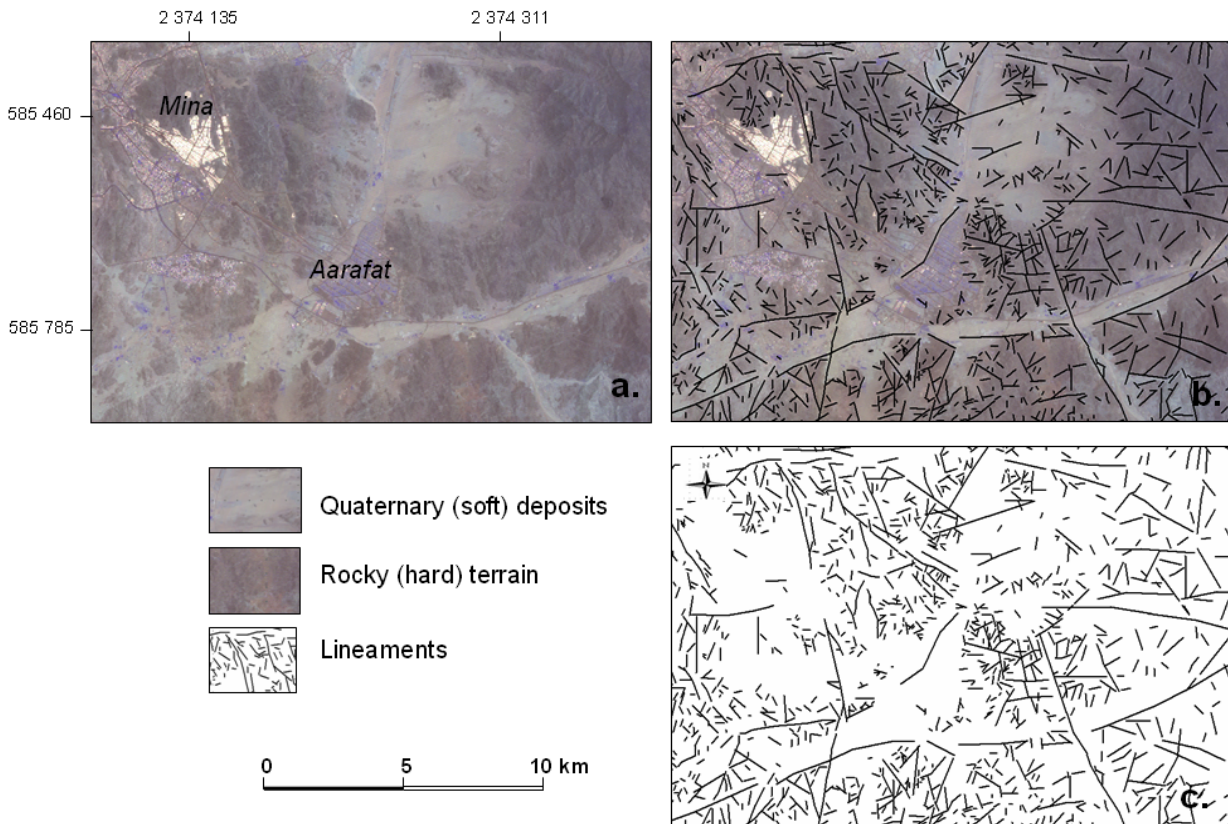 2 374 135
2 374 311
585 460
585 785
Mina
Aarafat
a.
b.
Quaternary (soft) deposits
Rocky (hard) terrain
Lineaments
0 5 10 km
N
c.